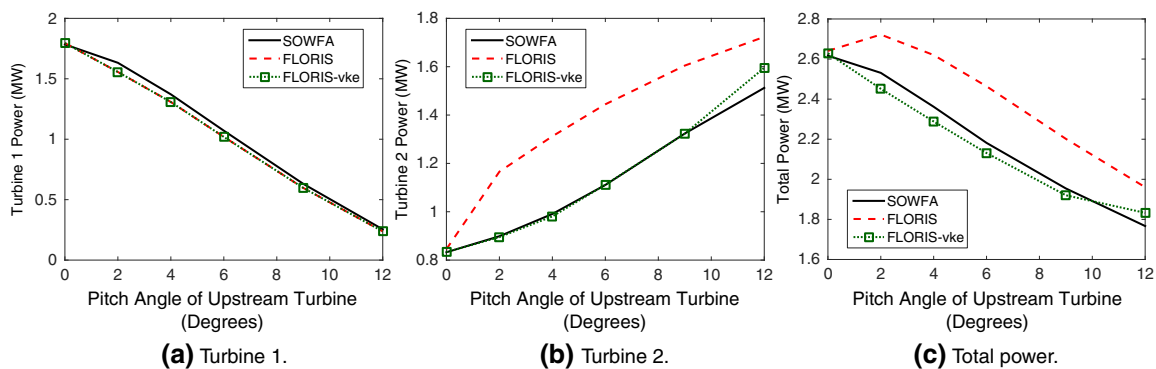 2
1.5
1
0.5
0
0 2 4 6 8 10 12
Turbine 1 Power (MW)
SOWFA
FLORIS
FLORIS-vke
Pitch Angle of Upstream Turbine
(Degrees)
(a) Turbine 1.
1.8
1.6
1.4
1.2
1
0.8
0 2 4 6 8 10 12
Turbine 2 Power (MW)
SOWFA
FLORIS
FLORIS-vke
Pitch Angle of Upstream Turbine
(Degrees)
(b) Turbine 2.
2.8
2.6
2.4
2.2
2
1.8
1.6
0 2 4 6 8 10 12
Total Power (MW)
SOWFA
FLORIS
FLORIS-vke
Pitch Angle of Upstream Turbine
(Degrees)
(c) Total power.